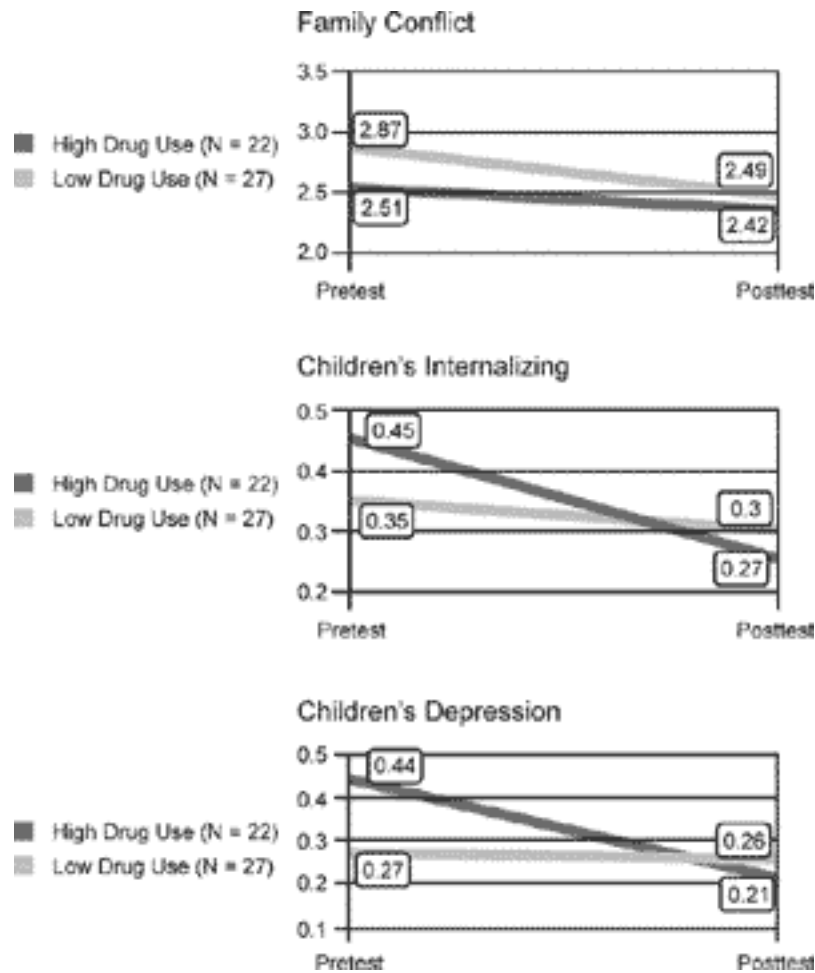 Family Conflict
3.5
High Drug Use (N = 22)
Low Drug Use (N = 27)
3.0
2.87
2.5
2.49
2.51
2.42
2.0
Pretest
Posttest
Children's Internalizing
0.5
High Drug Use (N = 22)
Low Drug Use (N = 27)
0.45
0.4
0.35
0.3
0.3
0.27
0.2
Pretest
Posttest
Children's Depression
0.5
High Drug Use (N = 22)
Low Drug Use (N = 27)
0.44
0.4
0.3
0.26
0.27
0.2
0.21
0.1
Pretest
Posttest